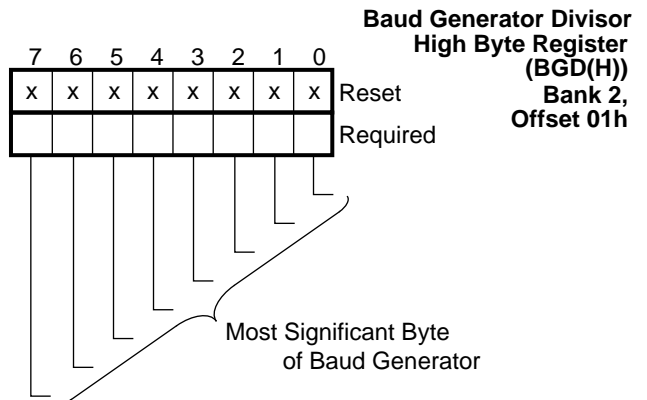 Baud Generator Divisor
High Byte Register
(BGD(H))
Bank 2,
Offset 01h
7 6 5 4 3 2 1 0
x x x x x x x x Reset
Required
Most Significant Byte
of Baud Generator